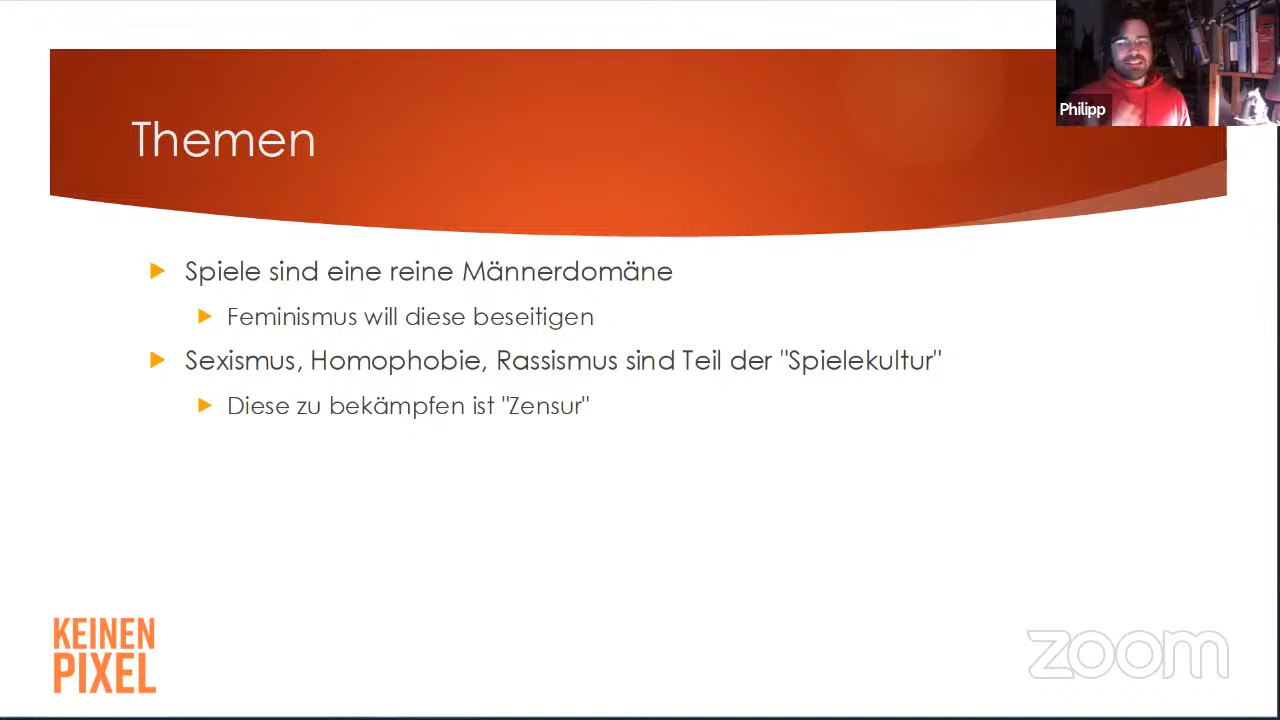 Philipp
Themen
Spiele sind eine reine Männerdomäne
Feminismus will diese beseitigen
Sexismus, Homophobie, Rassismus sind Teil der "Spielekultur"
Diese zu bekämpfen ist "Zensur"
KEINEN
PIXEL
zoom